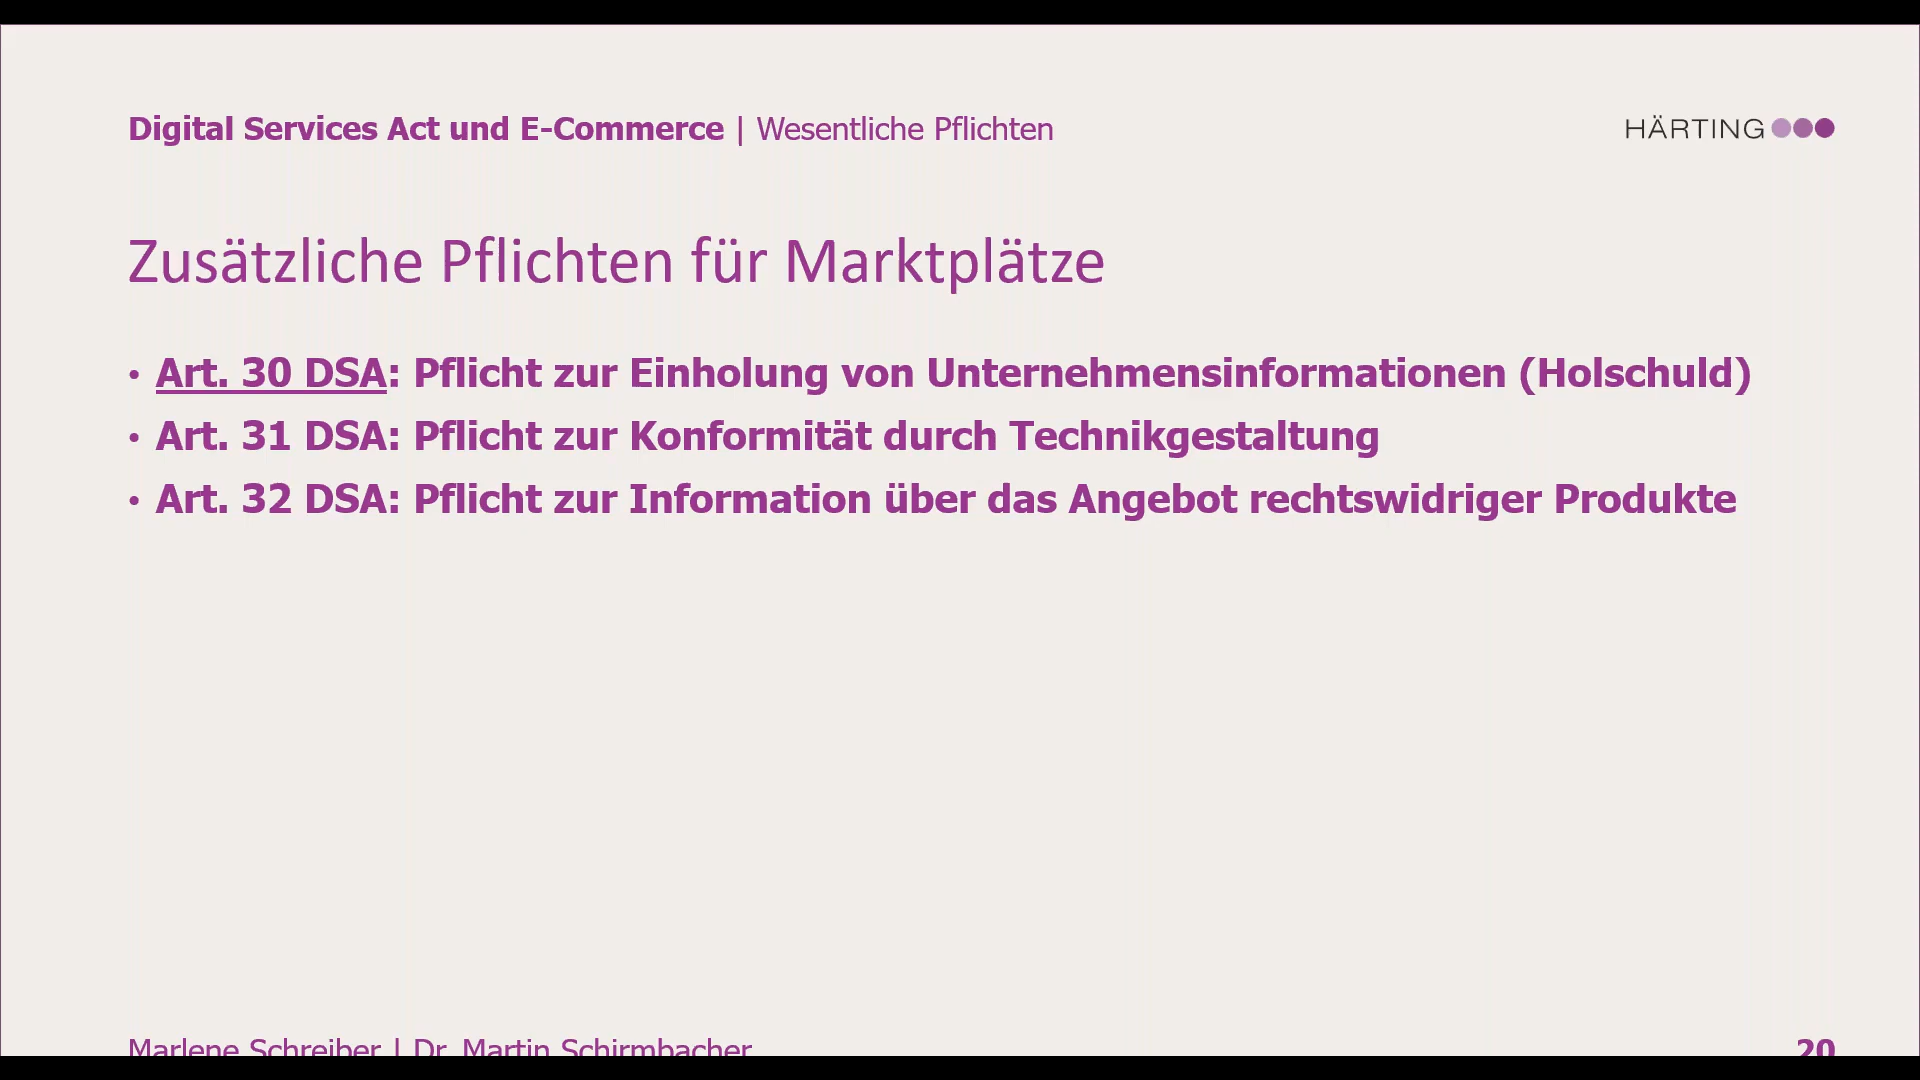 Digital Services Act und E-Commerce | Wesentliche Pflichten
HÄRTING
Zusätzliche Pflichten für Marktplätze
• Art. 30 DSA: Pflicht zur Einholung von Unternehmensinformationen (Holschuld)
• Art. 31 DSA: Pflicht zur Konformität durch Technikgestaltung
• Art. 32 DSA: Pflicht zur Information über das Angebot rechtswidriger Produkte
Marlene Schreiber | Dr. Martin Schirmbacher
20